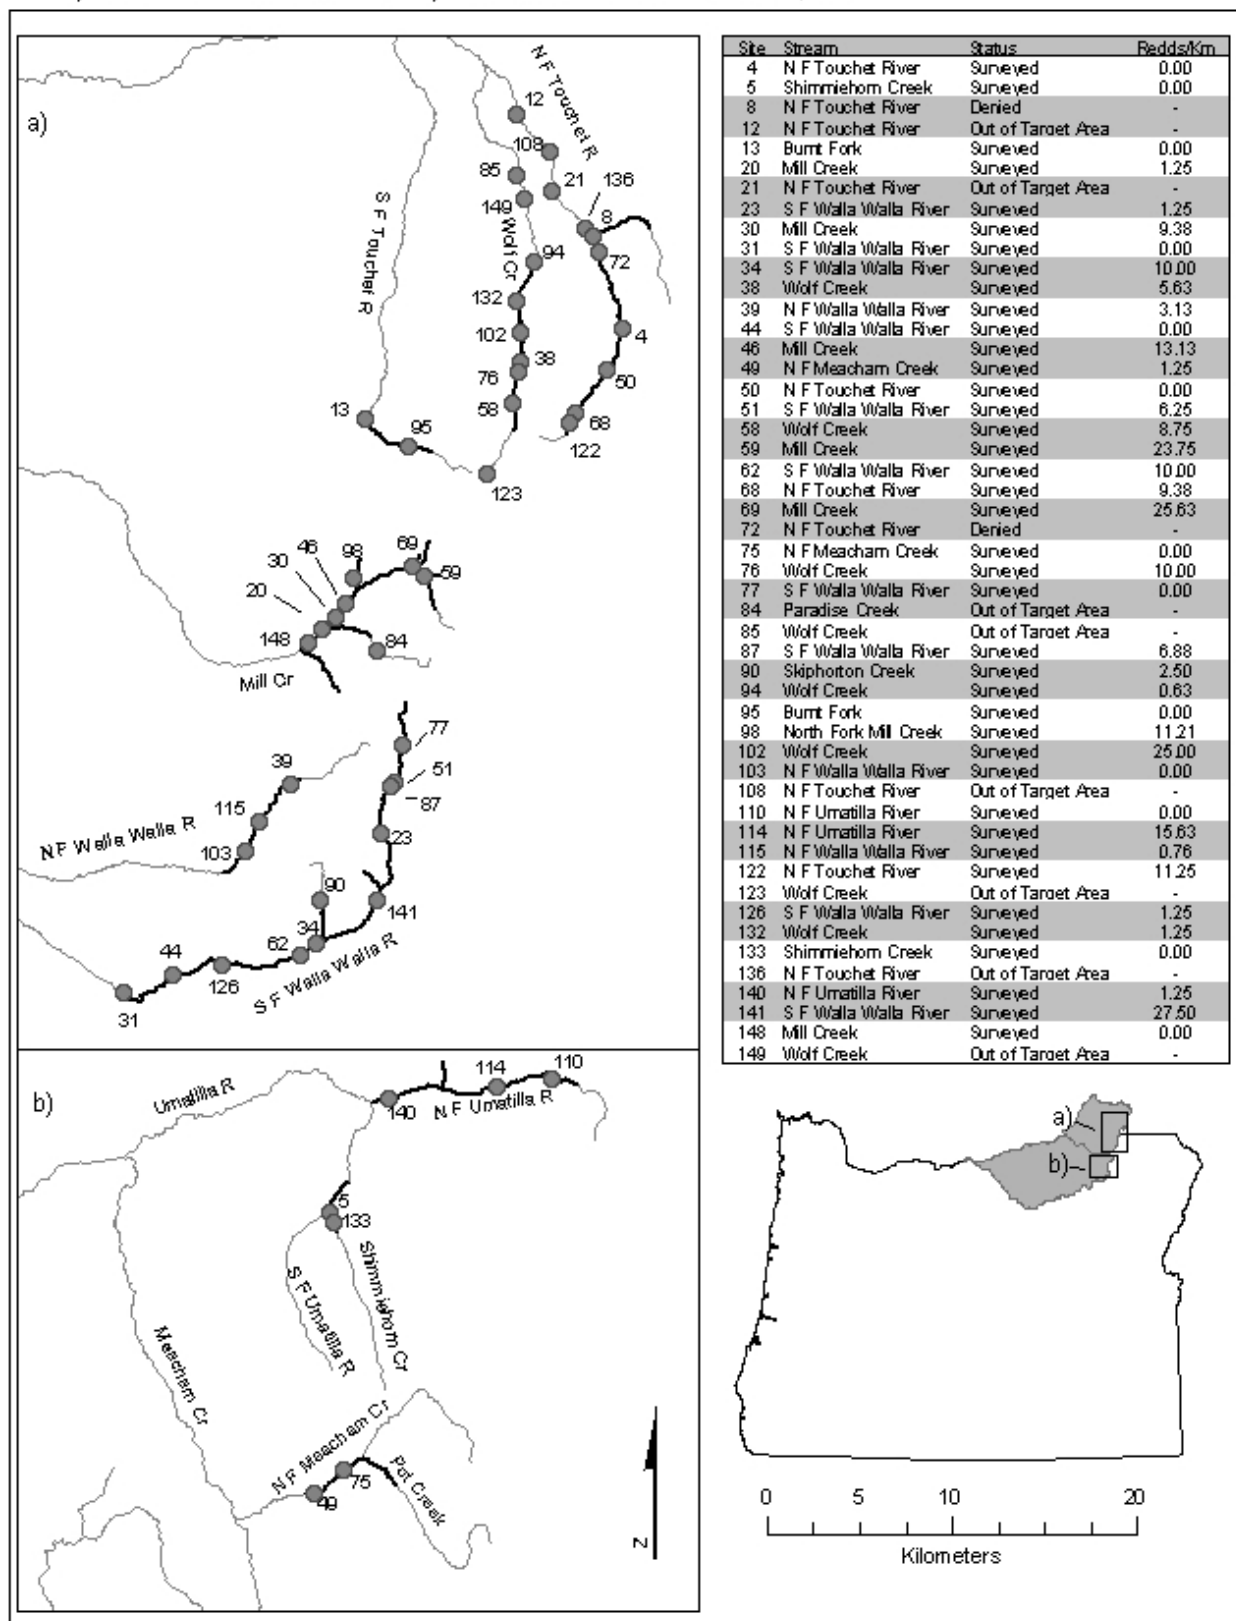 a)
N F Touchet R
12
108
85
21
136
149
8
S F Touchet R
Wolf Cr
94
72
132
102
4
38
76
50
13
58
95
68
122
123
46
98
69
30
59
20
148
84
Mill Cr
77
39
51
115
87
N F Walla Walla R
23
103
90
141
34
62
44
126
S F Walla Walla R
31
b)
Umatilla R
114
110
140
N F Umatilla R
5
133
S F Umatilla R
Shimmiehorn Cr
Meacham Cr
N F Meacham Cr
75
Pot Creek
49
N
Site Stream Status Redds/Km
4 N F Touchet River Surveyed 0.00
5 Shimmiehorn Creek Surveyed 0.00
8 N F Touchet River Denied -
12 N F Touchet River Out of Target Area -
13 Burnt Fork Surveyed 0.00
20 Mill Creek Surveyed 1.25
21 N F Touchet River Out of Target Area -
23 S F Walla Walla River Surveyed 1.25
30 Mill Creek Surveyed 9.38
31 S F Walla Walla River Surveyed 0.00
34 S F Walla Walla River Surveyed 10.00
38 Wolf Creek Surveyed 5.63
39 N F Walla Walla River Surveyed 3.13
44 S F Walla Walla River Surveyed 0.00
46 Mill Creek Surveyed 13.13
49 N F Meacham Creek Surveyed 1.25
50 N F Touchet River Surveyed 0.00
51 S F Walla Walla River Surveyed 6.25
58 Wolf Creek Surveyed 8.75
59 Mill Creek Surveyed 23.75
62 S F Walla Walla River Surveyed 10.00
68 N F Touchet River Surveyed 9.38
69 Mill Creek Surveyed 25.63
72 N F Touchet River Denied -
75 N F Meacham Creek Surveyed 0.00
76 Wolf Creek Surveyed 10.00
77 S F Walla Walla River Surveyed 0.00
84 Paradise Creek Out of Target Area -
85 Wolf Creek Out of Target Area -
87 S F Walla Walla River Surveyed 6.88
90 Skiphorton Creek Surveyed 2.50
94 Wolf Creek Surveyed 0.63
95 Burnt Fork Surveyed 0.00
98 North Fork Mill Creek Surveyed 11.21
102 Wolf Creek Surveyed 25.00
103 N F Walla Walla River Surveyed 0.00
108 N F Touchet River Out of Target Area -
110 N F Umatilla River Surveyed 0.00
114 N F Umatilla River Surveyed 15.63
115 N F Walla Walla River Surveyed 0.76
122 N F Touchet River Surveyed 11.25
123 Wolf Creek Out of Target Area -
126 S F Walla Walla River Surveyed 1.25
132 Wolf Creek Surveyed 1.25
133 Shimmiehorn Creek Surveyed 0.00
136 N F Touchet River Out of Target Area -
140 N F Umatilla River Surveyed 1.25
141 S F Walla Walla River Surveyed 27.50
148 Mill Creek Surveyed 0.00
149 Wolf Creek Out of Target Area -
a)
b)
0 5 10 20
Kilometers